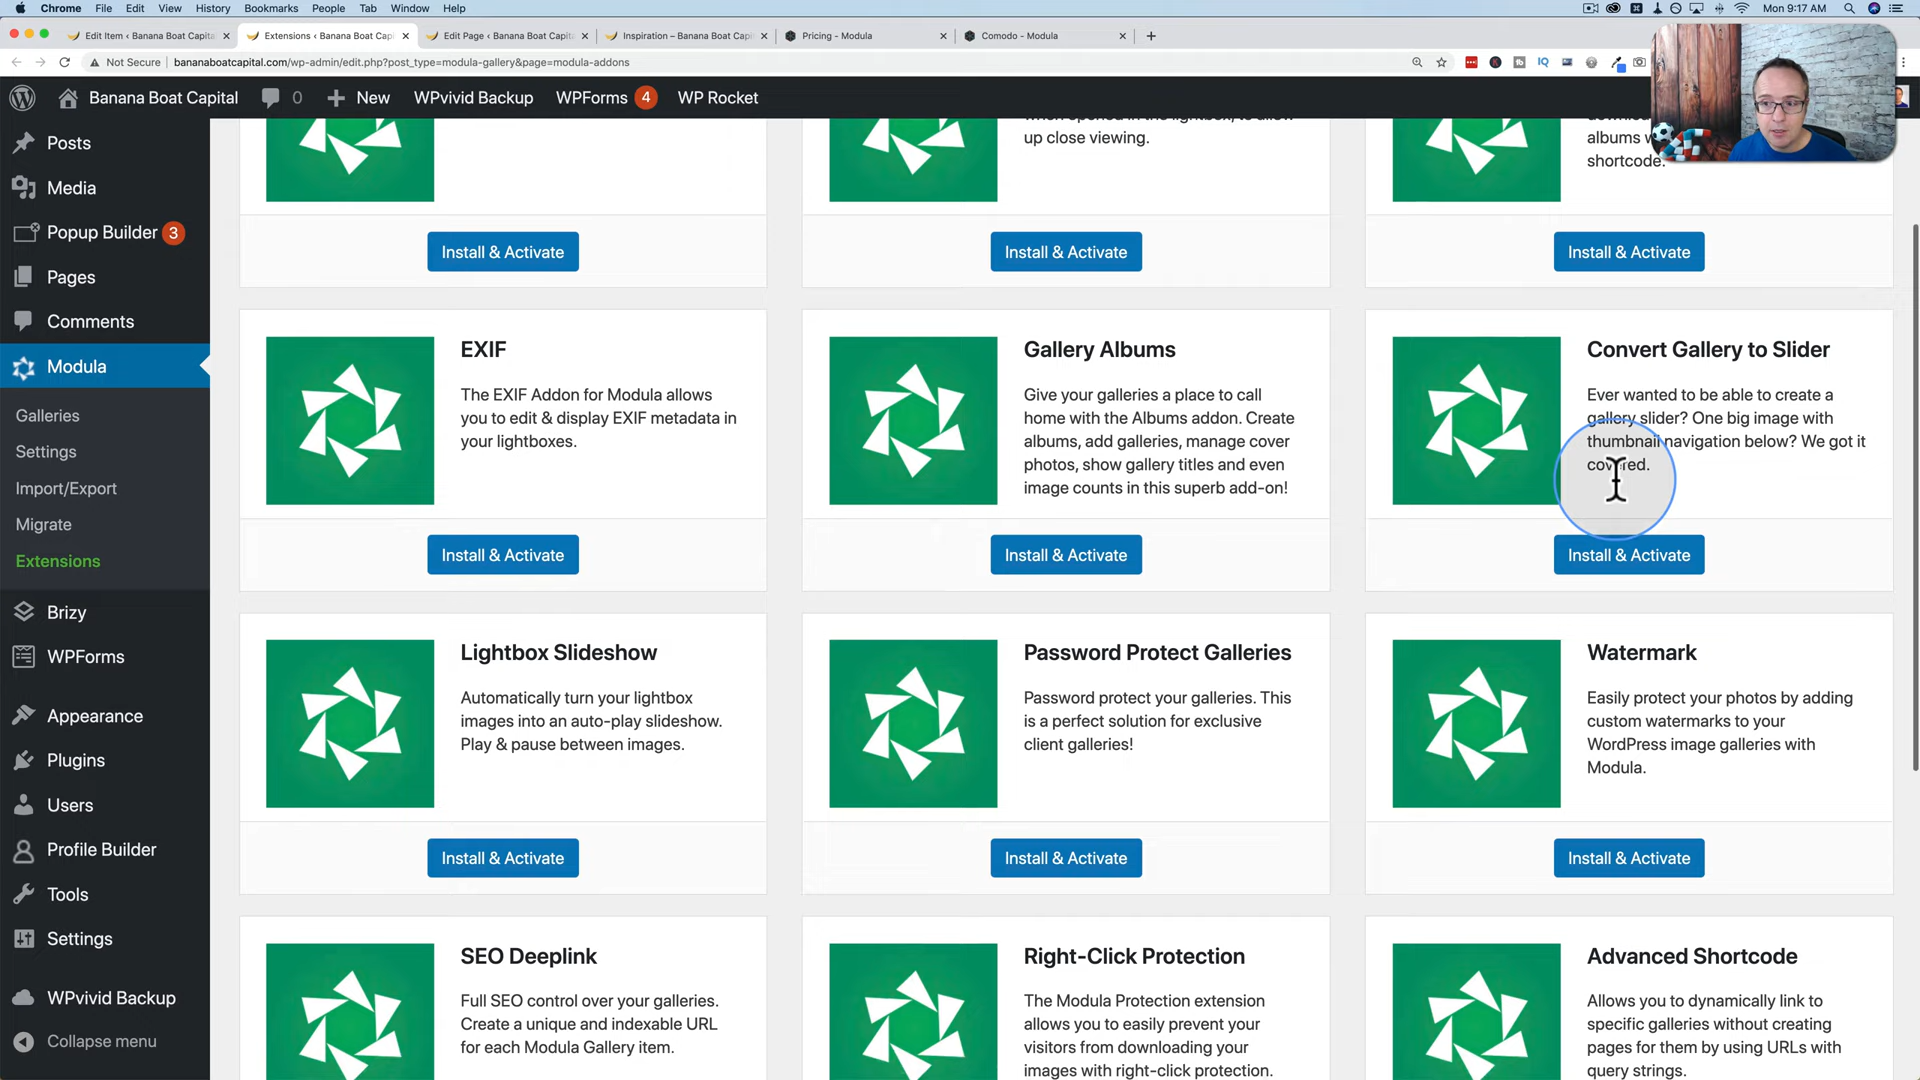 Chrome File Edit View History Bookmarks People Tab Window Help Mon 9:17 AM
Edit Item ‹ Banana Boat Capital Extensions ‹ Banana Boat Capi Edit Page ‹ Banana Boat Capita Inspiration – Banana Boat Capi Pricing - Modula Comodo - Modula
Not Secure bananaboatcapital.com/wp-admin/edit.php?post_type=modula-gallery&page=modula-addons
Banana Boat Capital 0 New WPvivid Backup WPForms 4 WP Rocket
Posts
Media
Popup Builder 3
Pages
Comments
Modula
Galleries
Settings
Import/Export
Migrate
Extensions
Brizy
WPForms
Appearance
Plugins
Users
Profile Builder
Tools
Settings
WPvivid Backup
Collapse menu
when opened in the lightbox, to allow
up close viewing.
albums
shortcode.
Install & Activate Install & Activate Install & Activate
EXIF
The EXIF Addon for Modula allows
you to edit & display EXIF metadata in
your lightboxes.
Install & Activate
Gallery Albums
Give your galleries a place to call
home with the Albums addon. Create
albums, add galleries, manage cover
photos, show gallery titles and even
image counts in this superb add-on!
Install & Activate
Convert Gallery to Slider
Ever wanted to be able to create a
gallery slider? One big image with
thumbnail navigation below? We got it
covered.
Install & Activate
Lightbox Slideshow
Automatically turn your lightbox
images into an auto-play slideshow.
Play & pause between images.
Install & Activate
Password Protect Galleries
Password protect your galleries. This
is a perfect solution for exclusive
client galleries!
Install & Activate
Watermark
Easily protect your photos by adding
custom watermarks to your
WordPress image galleries with
Modula.
Install & Activate
SEO Deeplink
Full SEO control over your galleries.
Create a unique and indexable URL
for each Modula Gallery item.
Right-Click Protection
The Modula Protection extension
allows you to easily prevent your
visitors from downloading your
images with right-click protection.
Advanced Shortcode
Allows you to dynamically link to
specific galleries without creating
pages for them by using URLs with
query strings.